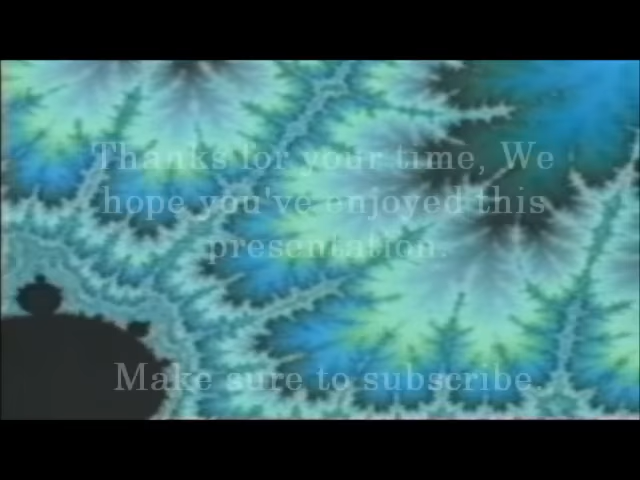 Thanks for your time, We
hope you've enjoyed this
presentation.
Make sure to subscribe.